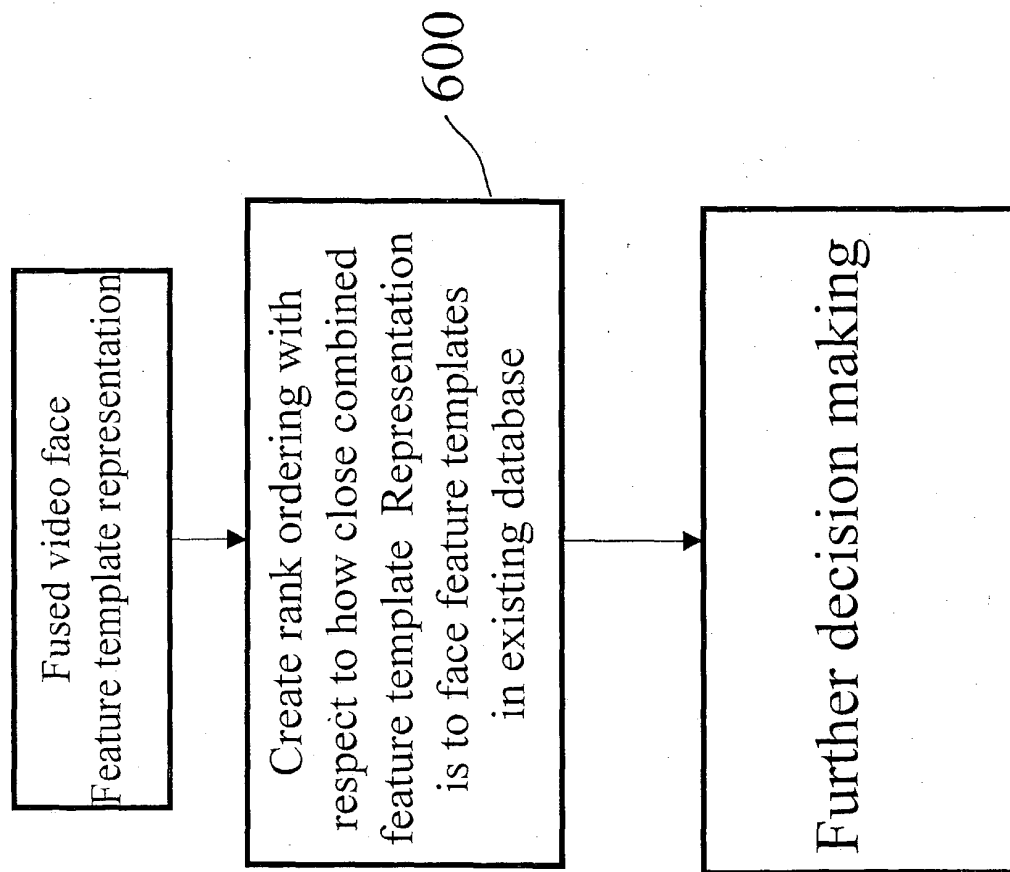 Fused video face
Feature template representation
Create rank ordering with
respect to how close combined
feature template Representation
is to face feature templates
in existing database
600
Further decision making